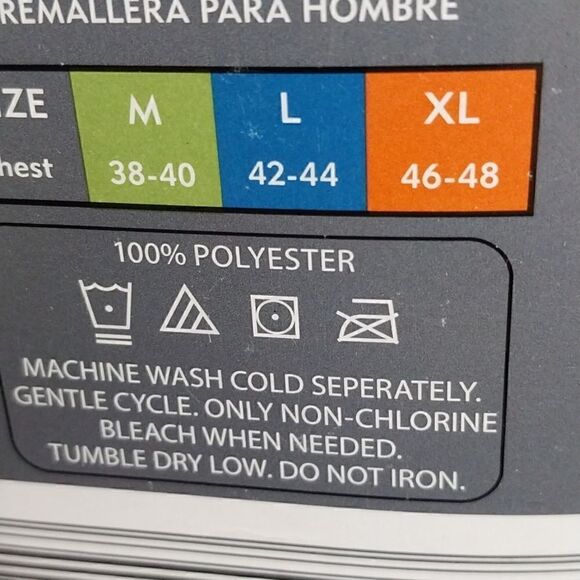 REMALLERA PARA HOMBRE
IZE M L XL
hest 38-40 42-44 46-48
100% POLYESTER
MACHINE WASH COLD SEPERATELY.
GENTLE CYCLE. ONLY NON-CHLORINE
BLEACH WHEN NEEDED.
TUMBLE DRY LOW. DO NOT IRON.